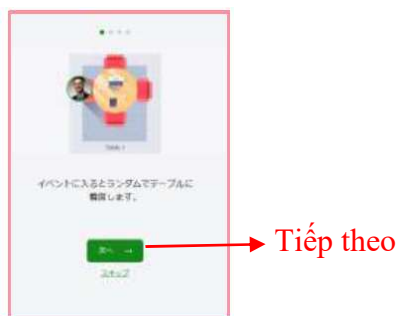 Table 1
イベントに入るとランダムでテーブルに
着席します。
次へ →
Tiếp theo
スキップ